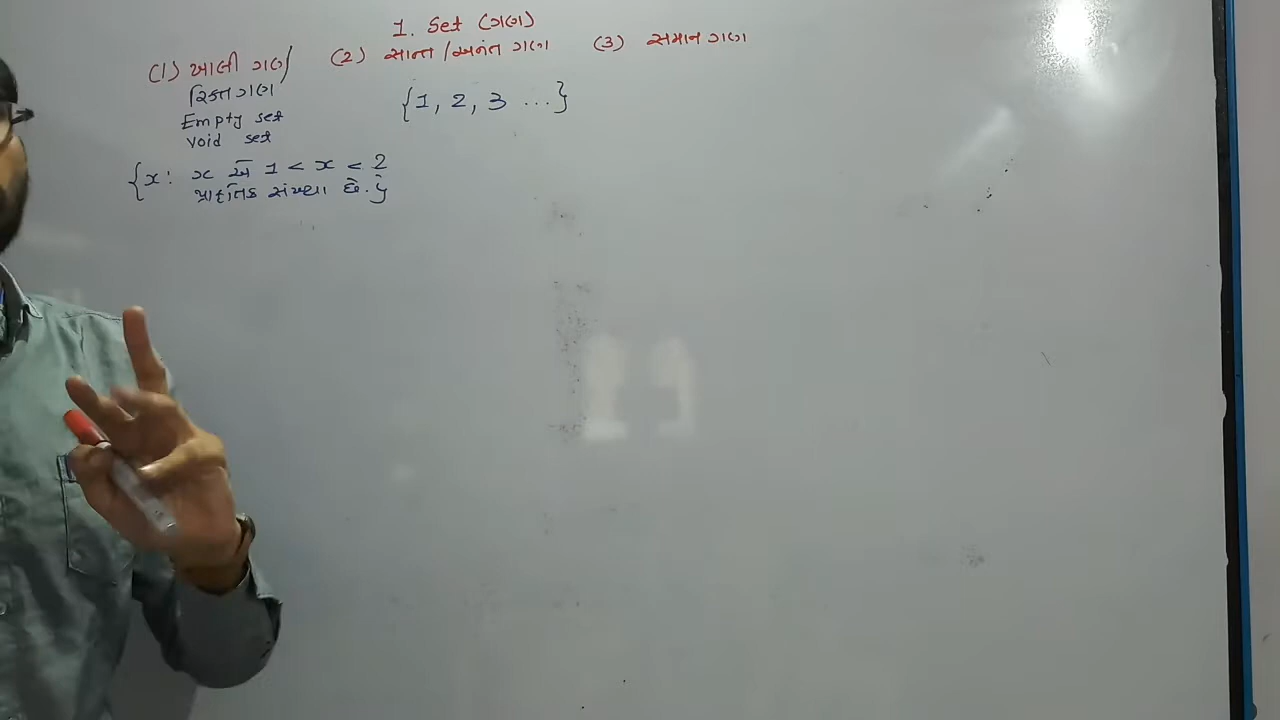 1. Set (ગણ)
(1) ખાલી ગણ/
રિક્ત ગણ
Empty set
Void set
{x: x એ 1 < x < 2
પ્રાકૃતિક સંખ્યા છે.}
(2) સાન્ત /અનંત ગણ
{1, 2, 3 ...}
(3) સમાન ગણ